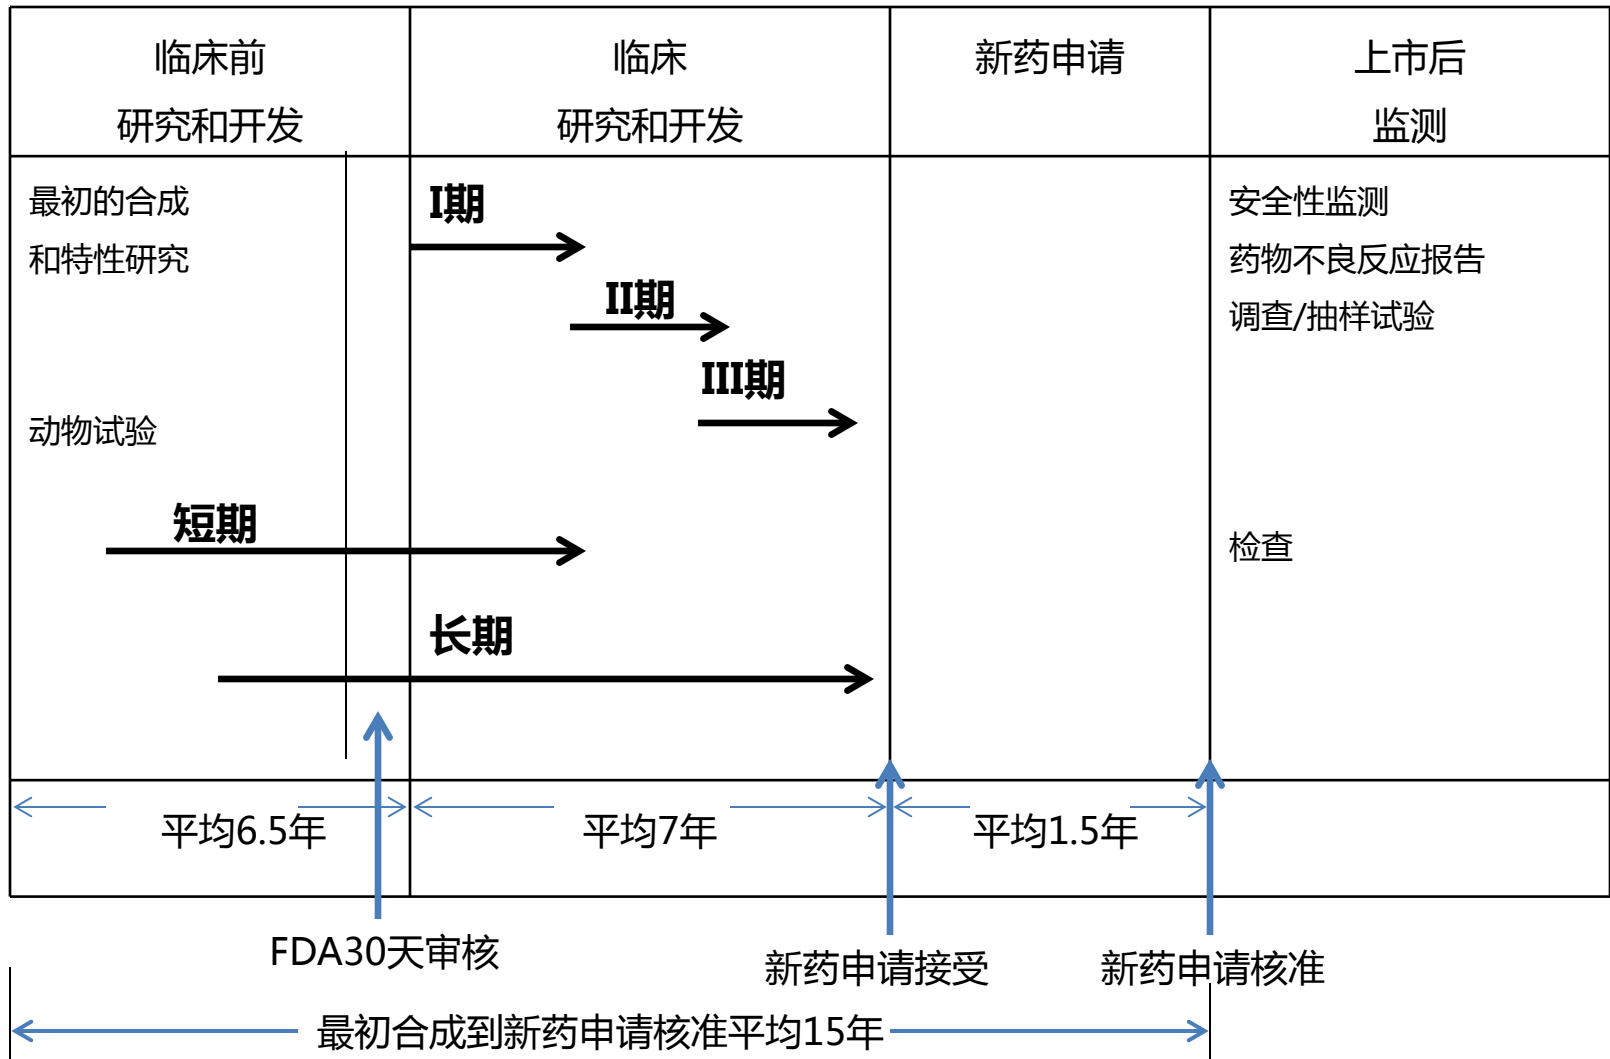 临床前
研究和开发
临床
研究和开发
新药申请
上市后
监测
最初的合成
和特性研究
动物试验
短期
长期
I期
II期
III期
安全性监测
药物不良反应报告
调查/抽样试验
检查
平均6.5年
平均7年
平均1.5年
FDA30天审核
新药申请接受
新药申请核准
最初合成到新药申请核准平均15年